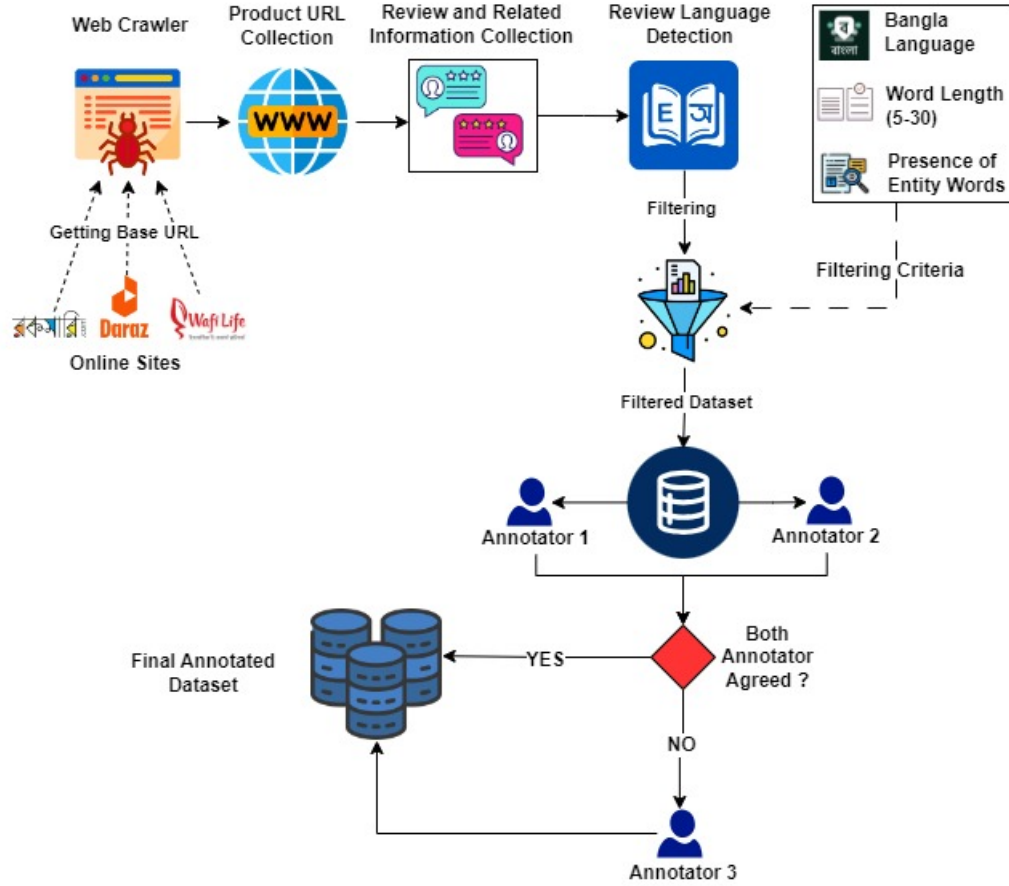 Web Crawler
Product URL
Collection
Review and Related
Information Collection
Review Language
Detection
বাংলা
Bangla
Language
Word Length
(5-30)
Presence of
Entity Words
WWW
E অ
Getting Base URL
রকমারি.com
Daraz
Wafi Life
Online Sites
Filtering
Filtering Criteria
Filtered Dataset
Annotator 1
Annotator 2
Both
Annotator
Agreed ?
YES
Final Annotated
Dataset
NO
Annotator 3